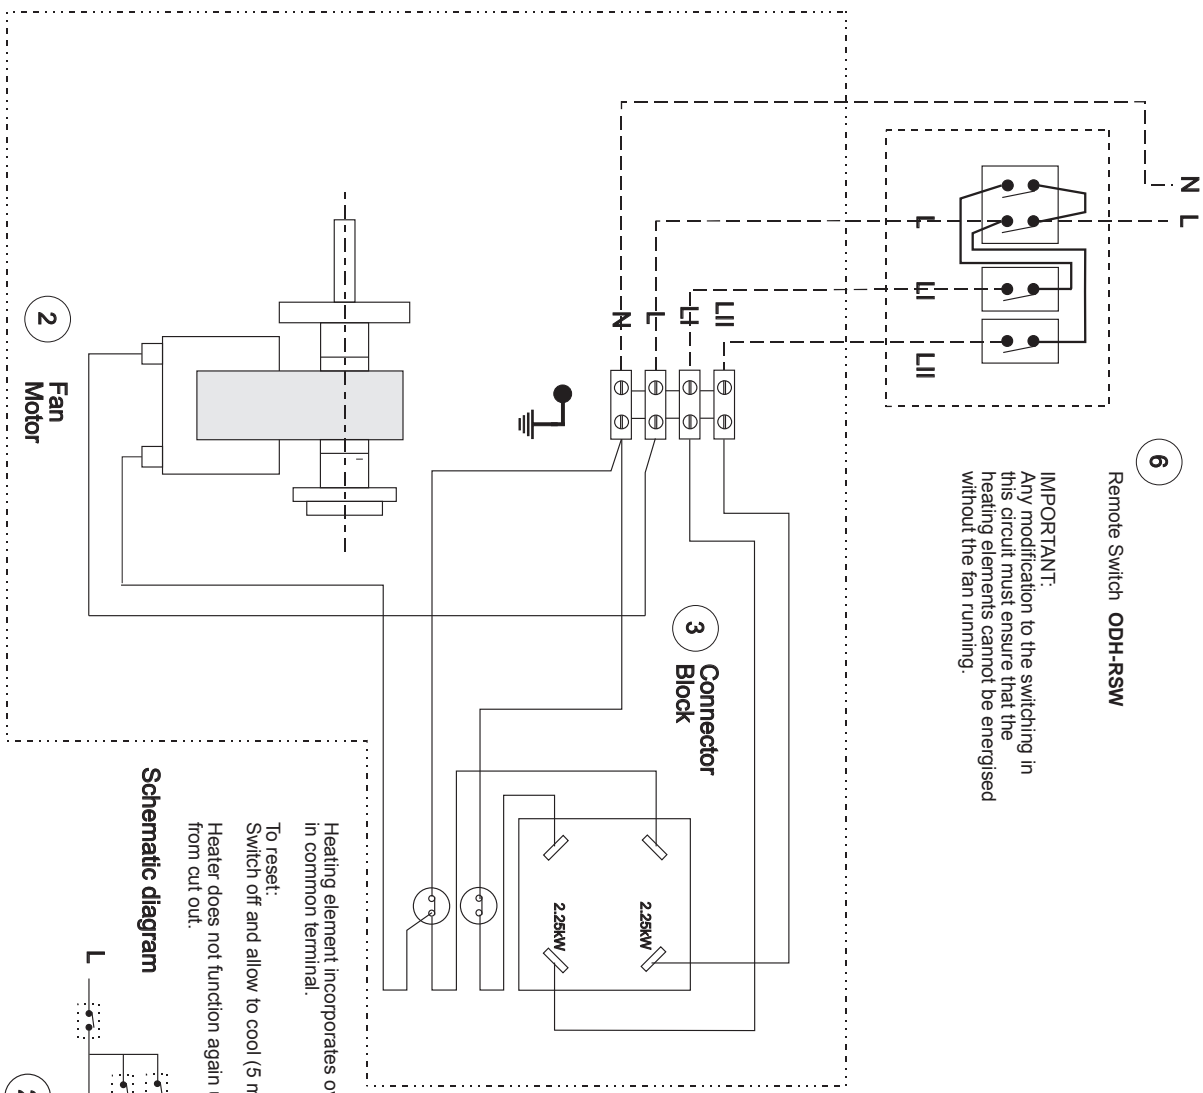 N
L
6
Remote Switch ODH-RSW
IMPORTANT:
Any modification to the switching in
this circuit must ensure that the
heating elements cannot be energised
without the fan running.
L
LI
LII
N
L
LI
LII
3
Connector
Block
2
Fan
Motor
2.25kW
2.25kW
Heating element incorporates
in common terminal.
To reset:
Switch off and allow to cool (5
Heater does not function again
from cut out.
Schematic diagram
L